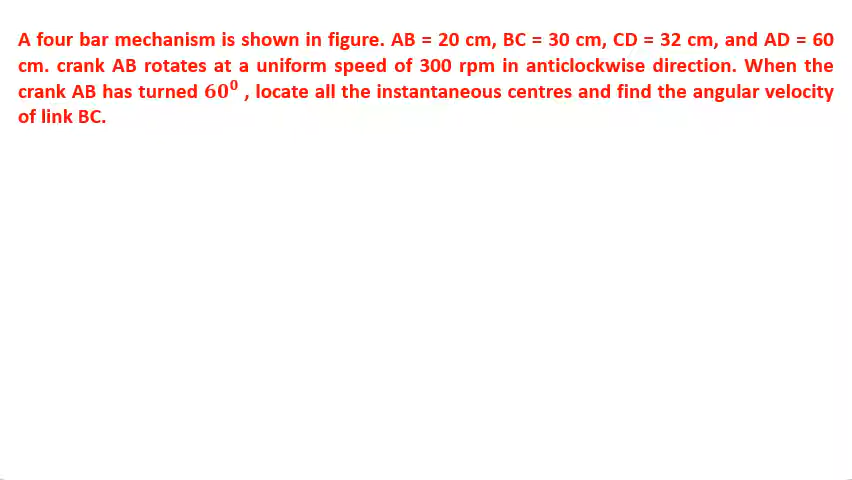 A four bar mechanism is shown in figure. AB = 20 cm, BC = 30 cm, CD = 32 cm, and AD = 60
cm. crank AB rotates at a uniform speed of 300 rpm in anticlockwise direction. When the
crank AB has turned 60⁰ , locate all the instantaneous centres and find the angular velocity
of link BC.